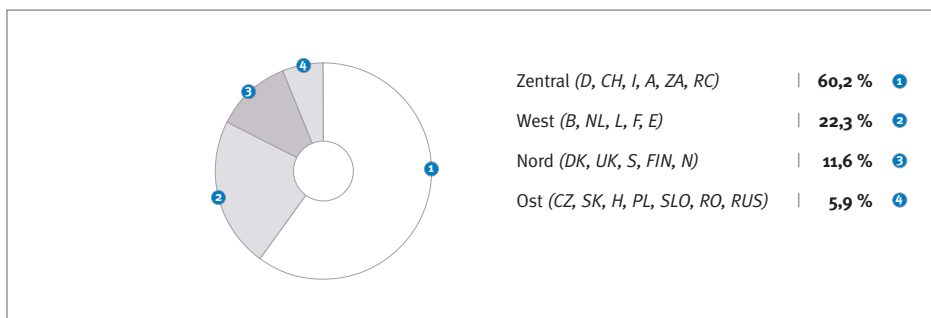 4
3
2
1
Zentral (D, CH, I, A, ZA, RC) | 60,2 % 1
West (B, NL, L, F, E) | 22,3 % 2
Nord (DK, UK, S, FIN, N) | 11,6 % 3
Ost (CZ, SK, H, PL, SLO, RO, RUS) | 5,9 % 4